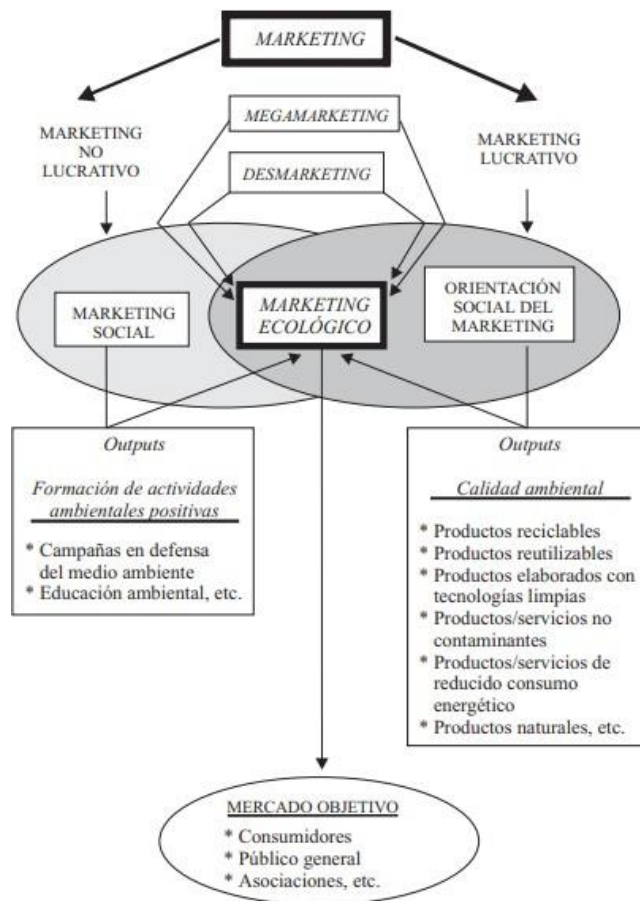 MARKETING
MEGAMARKETING
MARKETING
NO
LUCRATIVO
MARKETING
LUCRATIVO
DESMARKETING
MARKETING
SOCIAL
MARKETING
ECOLÓGICO
ORIENTACIÓN
SOCIAL DEL
MARKETING
Outputs
Formación de actividades
ambientales positivas
* Campañas en defensa
del medio ambiente
* Educación ambiental, etc.
Outputs
Calidad ambiental
* Productos reciclables
* Productos reutilizables
* Productos elaborados con
tecnologías limpias
* Productos/servicios no
contaminantes
* Productos/servicios de
reducido consumo
energético
* Productos naturales, etc.
MERCADO OBJETIVO
* Consumidores
* Público general
* Asociaciones, etc.